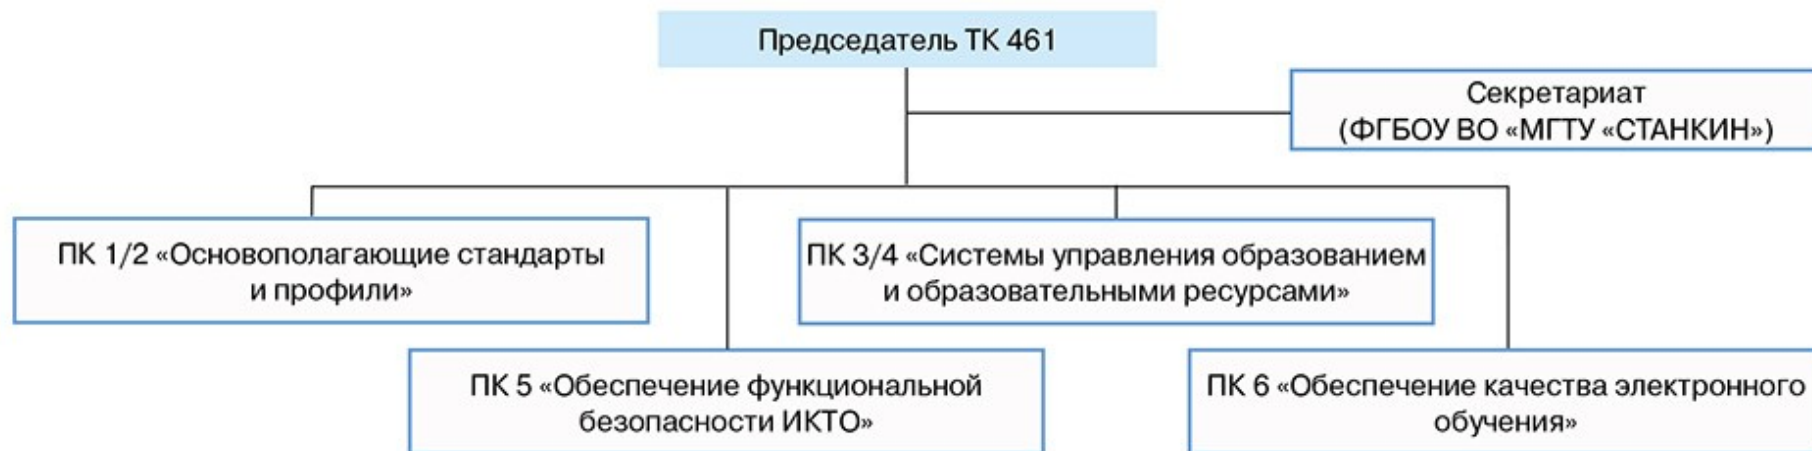 Председатель ТК 461
Секретариат
(ФГБОУ ВО «МГТУ «СТАНКИН»)
ПК 1/2 «Основополагающие стандарты
и профили»
ПК 3/4 «Системы управления образованием
и образовательными ресурсами»
ПК 5 «Обеспечение функциональной
безопасности ИКТО»
ПК 6 «Обеспечение качества электронного
обучения»